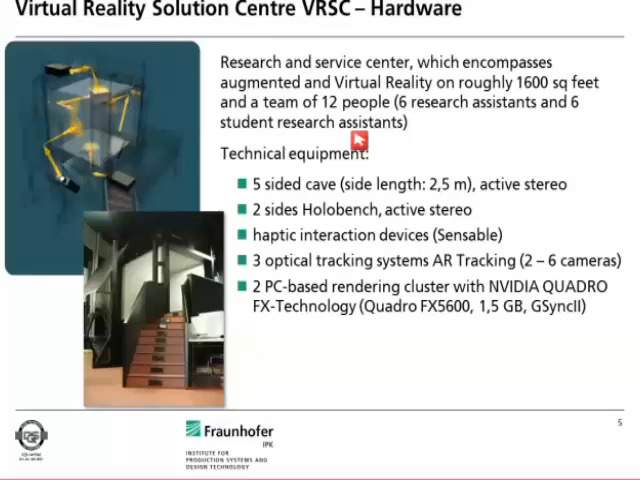 Virtual Reality Solution Centre VRSC – Hardware
Research and service center, which encompasses
augmented and Virtual Reality on roughly 1600 sq feet
and a team of 12 people (6 research assistants and 6
student research assistants)
Technical equipment:
5 sided cave (side length: 2,5 m), active stereo
2 sides Holobench, active stereo
haptic interaction devices (Sensable)
3 optical tracking systems AR Tracking (2 – 6 cameras)
2 PC-based rendering cluster with NVIDIA QUADRO
FX-Technology (Quadro FX5600, 1,5 GB, GSyncII)
5
Fraunhofer
IPK
INSTITUTE FOR
PRODUCTION SYSTEMS AND
DESIGN TECHNOLOGY